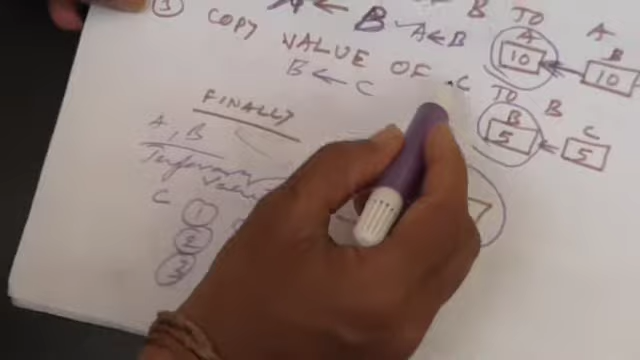 A ← B A ← B
B TO A
③ COPY VALUE OF C TO B
B ← C
A B
10 10
B C
5 5
FINALLY
A, B
C ①
②
③